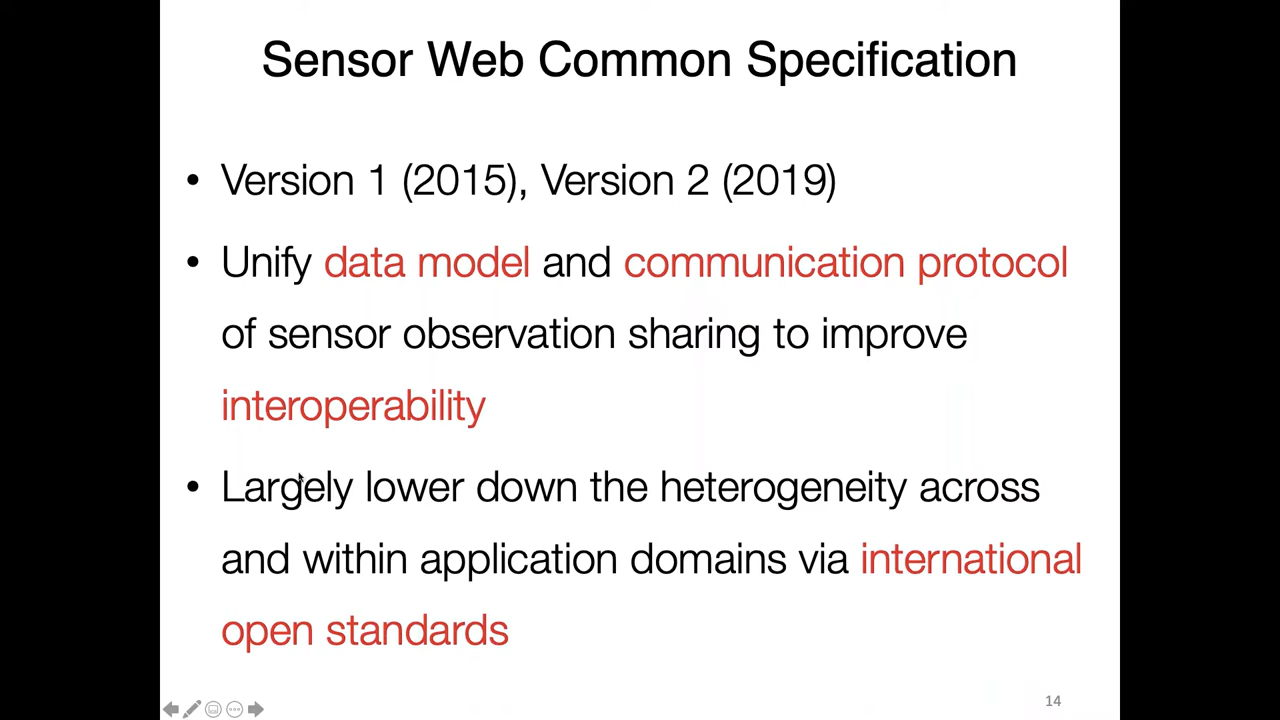 Sensor Web Common Specification
• Version 1 (2015), Version 2 (2019)
• Unify data model and communication protocol
of sensor observation sharing to improve
interoperability
• Largely lower down the heterogeneity across
and within application domains via international
open standards
14